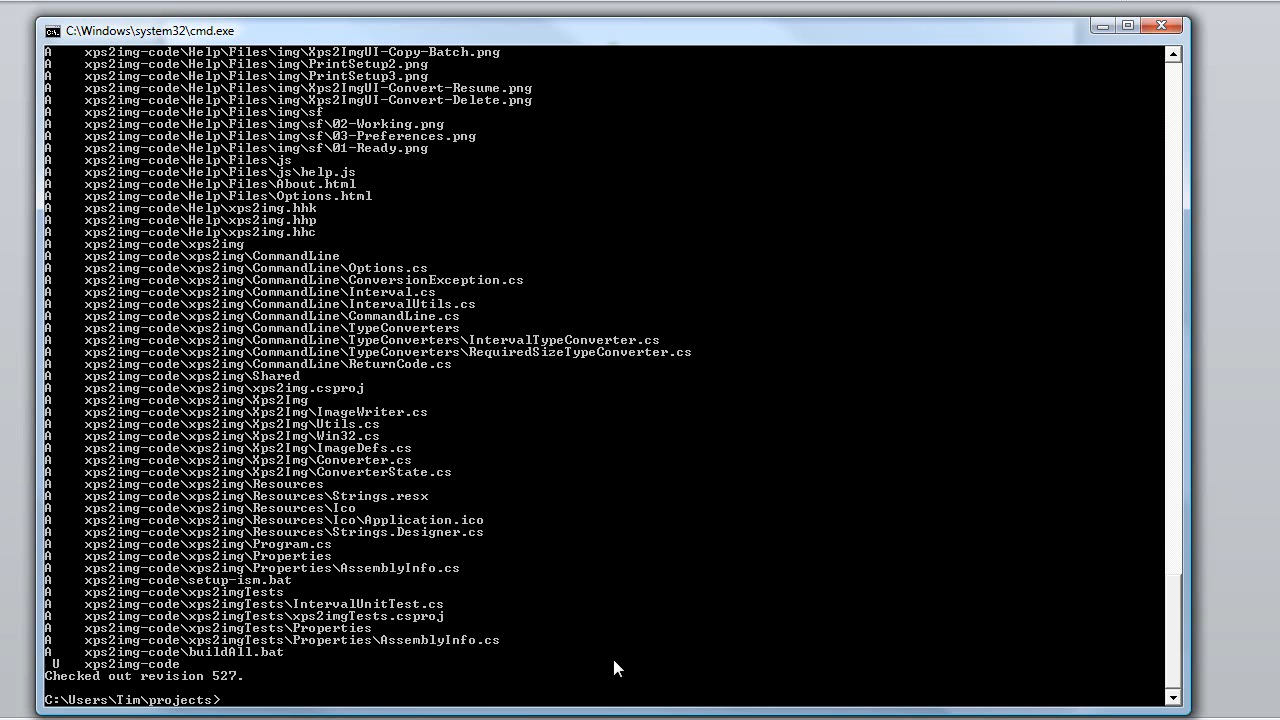 C:\Windows\system32\cmd.exe
A    xps2img-code\Help\Files\img\Xps2ImgUI-Copy-Batch.png
A    xps2img-code\Help\Files\img\PrintSetup2.png
A    xps2img-code\Help\Files\img\PrintSetup3.png
A    xps2img-code\Help\Files\img\Xps2ImgUI-Convert-Resume.png
A    xps2img-code\Help\Files\img\Xps2ImgUI-Convert-Delete.png
A    xps2img-code\Help\Files\img\sf
A    xps2img-code\Help\Files\img\sf\02-Working.png
A    xps2img-code\Help\Files\img\sf\03-Preferences.png
A    xps2img-code\Help\Files\img\sf\01-Ready.png
A    xps2img-code\Help\Files\js
A    xps2img-code\Help\Files\js\help.js
A    xps2img-code\Help\Files\About.html
A    xps2img-code\Help\Files\Options.html
A    xps2img-code\Help\xps2img.hhk
A    xps2img-code\Help\xps2img.hhp
A    xps2img-code\Help\xps2img.hhc
A    xps2img-code\xps2img
A    xps2img-code\xps2img\CommandLine
A    xps2img-code\xps2img\CommandLine\Options.cs
A    xps2img-code\xps2img\CommandLine\ConversionException.cs
A    xps2img-code\xps2img\CommandLine\Interval.cs
A    xps2img-code\xps2img\CommandLine\IntervalUtils.cs
A    xps2img-code\xps2img\CommandLine\CommandLine.cs
A    xps2img-code\xps2img\CommandLine\TypeConverters
A    xps2img-code\xps2img\CommandLine\TypeConverters\IntervalTypeConverter.cs
A    xps2img-code\xps2img\CommandLine\TypeConverters\RequiredSizeTypeConverter.cs
A    xps2img-code\xps2img\CommandLine\ReturnCode.cs
A    xps2img-code\xps2img\Shared
A    xps2img-code\xps2img\xps2img.csproj
A    xps2img-code\xps2img\Xps2Img
A    xps2img-code\xps2img\Xps2Img\ImageWriter.cs
A    xps2img-code\xps2img\Xps2Img\Utils.cs
A    xps2img-code\xps2img\Xps2Img\Win32.cs
A    xps2img-code\xps2img\Xps2Img\ImageDefs.cs
A    xps2img-code\xps2img\Xps2Img\Converter.cs
A    xps2img-code\xps2img\Xps2Img\ConverterState.cs
A    xps2img-code\xps2img\Resources
A    xps2img-code\xps2img\Resources\Strings.resx
A    xps2img-code\xps2img\Resources\Ico
A    xps2img-code\xps2img\Resources\Ico\Application.ico
A    xps2img-code\xps2img\Resources\Strings.Designer.cs
A    xps2img-code\xps2img\Program.cs
A    xps2img-code\xps2img\Properties
A    xps2img-code\xps2img\Properties\AssemblyInfo.cs
A    xps2img-code\setup-ism.bat
A    xps2img-code\xps2imgTests
A    xps2img-code\xps2imgTests\IntervalUnitTest.cs
A    xps2img-code\xps2imgTests\xps2imgTests.csproj
A    xps2img-code\xps2imgTests\Properties
A    xps2img-code\xps2imgTests\Properties\AssemblyInfo.cs
A    xps2img-code\buildAll.bat
 U   xps2img-code
Checked out revision 527.
C:\Users\Tim\projects>